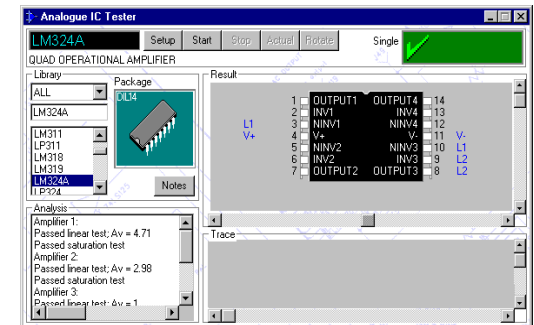 Analogue IC Tester
LM324A
Setup
Start
Stop
Actual
Rotate
Single
QUAD OPERATIONAL AMPLIFIER
Library
ALL
LM324A
LM311
LP311
LM318
LM319
LM324A
LP324
Package
DIL14
Notes
Analysis
Amplifier 1:
Passed linear test; Av = 4.71
Passed saturation test
Amplifier 2:
Passed linear test; Av = 2.98
Passed saturation test
Amplifier 3:
Passed linear test; Av = 1
Result
1 OUTPUT1 OUTPUT4 14
2 INV1 INV4 13
L1 3 NINV1 NINV4 12
V+ 4 V+ V- 11 V-
5 NINV2 NINV3 10 L1
6 INV2 INV3 9 L2
7 OUTPUT2 OUTPUT3 8 L2
Trace